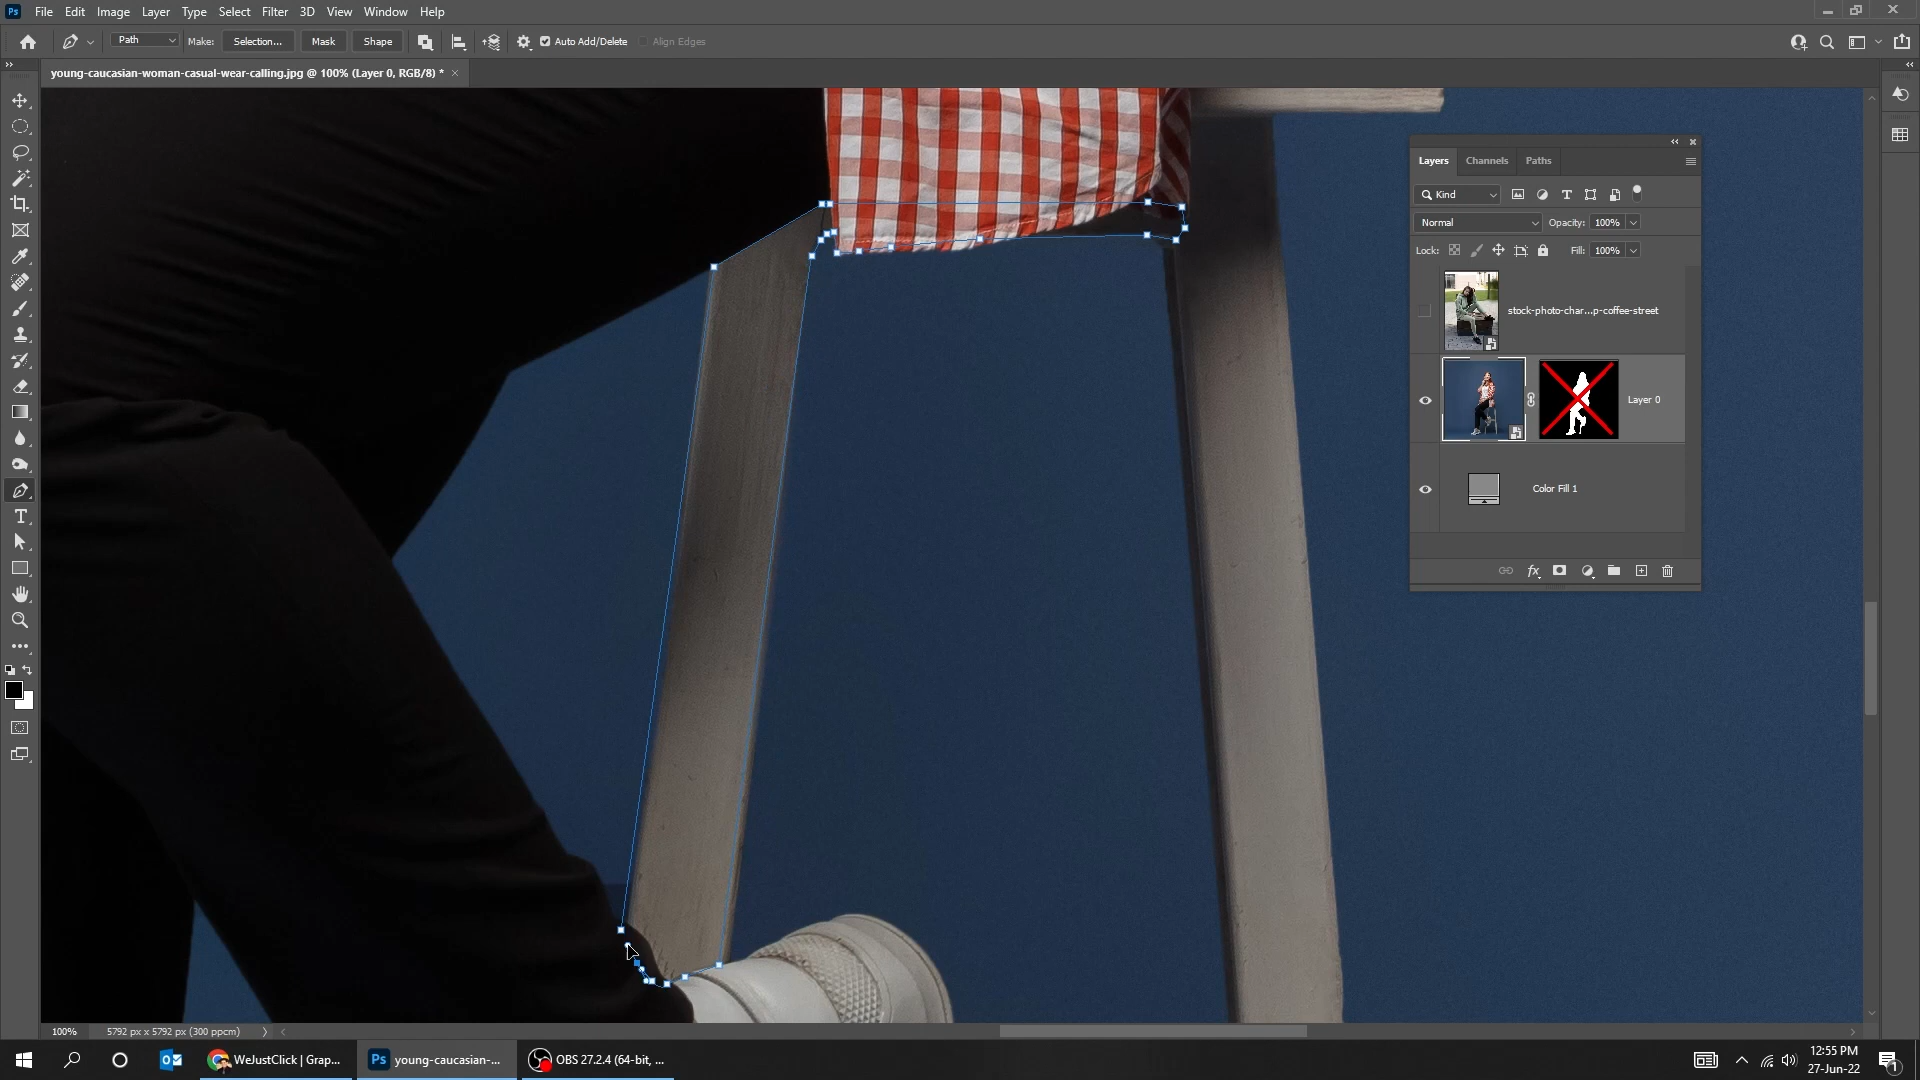 Ps File Edit Image Layer Type Select Filter 3D View Window Help
Path Make: Selection... Mask Shape Auto Add/Delete Align Edges
young-caucasian-woman-casual-wear-calling.jpg @ 100% (Layer 0, RGB/8) *
Layers Channels Paths
Kind
Normal Opacity: 100%
Lock: Fill: 100%
stock-photo-char...p-coffee-street
Layer 0
Color Fill 1
100% 5792 px x 5792 px (300 ppcm)
WeJustClick | Grap... Ps young-caucasian-... OBS 27.2.4 (64-bit, ...
12:55 PM
27-Jun-22
1